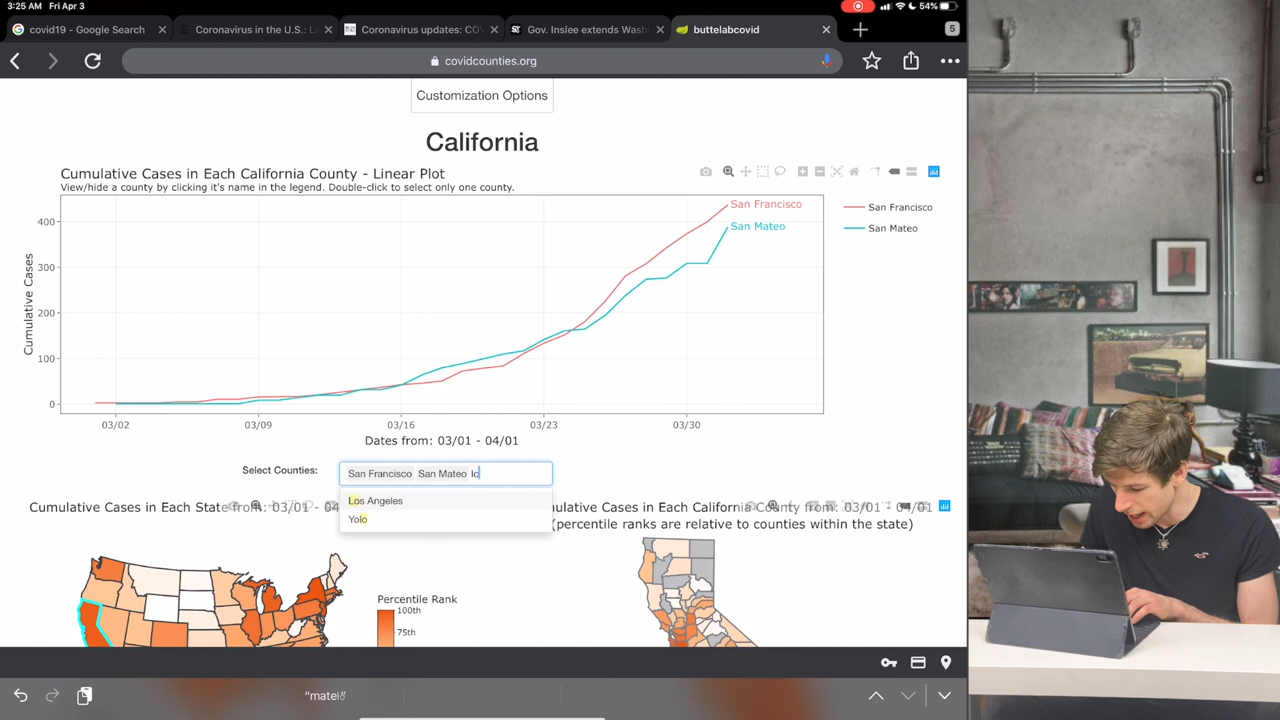 3:25 AM Fri Apr 3
54%
covid19 - Google Search
Coronavirus in the U.S.: L
Coronavirus updates: CO
Gov. Inslee extends Wash
buttelabcovid
5
covidcounties.org
Customization Options
California
Cumulative Cases in Each California County - Linear Plot
View/hide a county by clicking it's name in the legend. Double-click to select only one county.
San Francisco
San Mateo
San Francisco
San Mateo
Cumulative Cases
400
300
200
100
0
03/02 03/09 03/16 03/23 03/30
Dates from: 03/01 - 04/01
Select Counties:
San Francisco San Mateo lo
Los Angeles
Yolo
Cumulative Cases in Each State from: 03/01 - 04
ulative Cases in Each California County from: 03/01 - 04/01
(percentile ranks are relative to counties within the state)
Percentile Rank
100th
75th